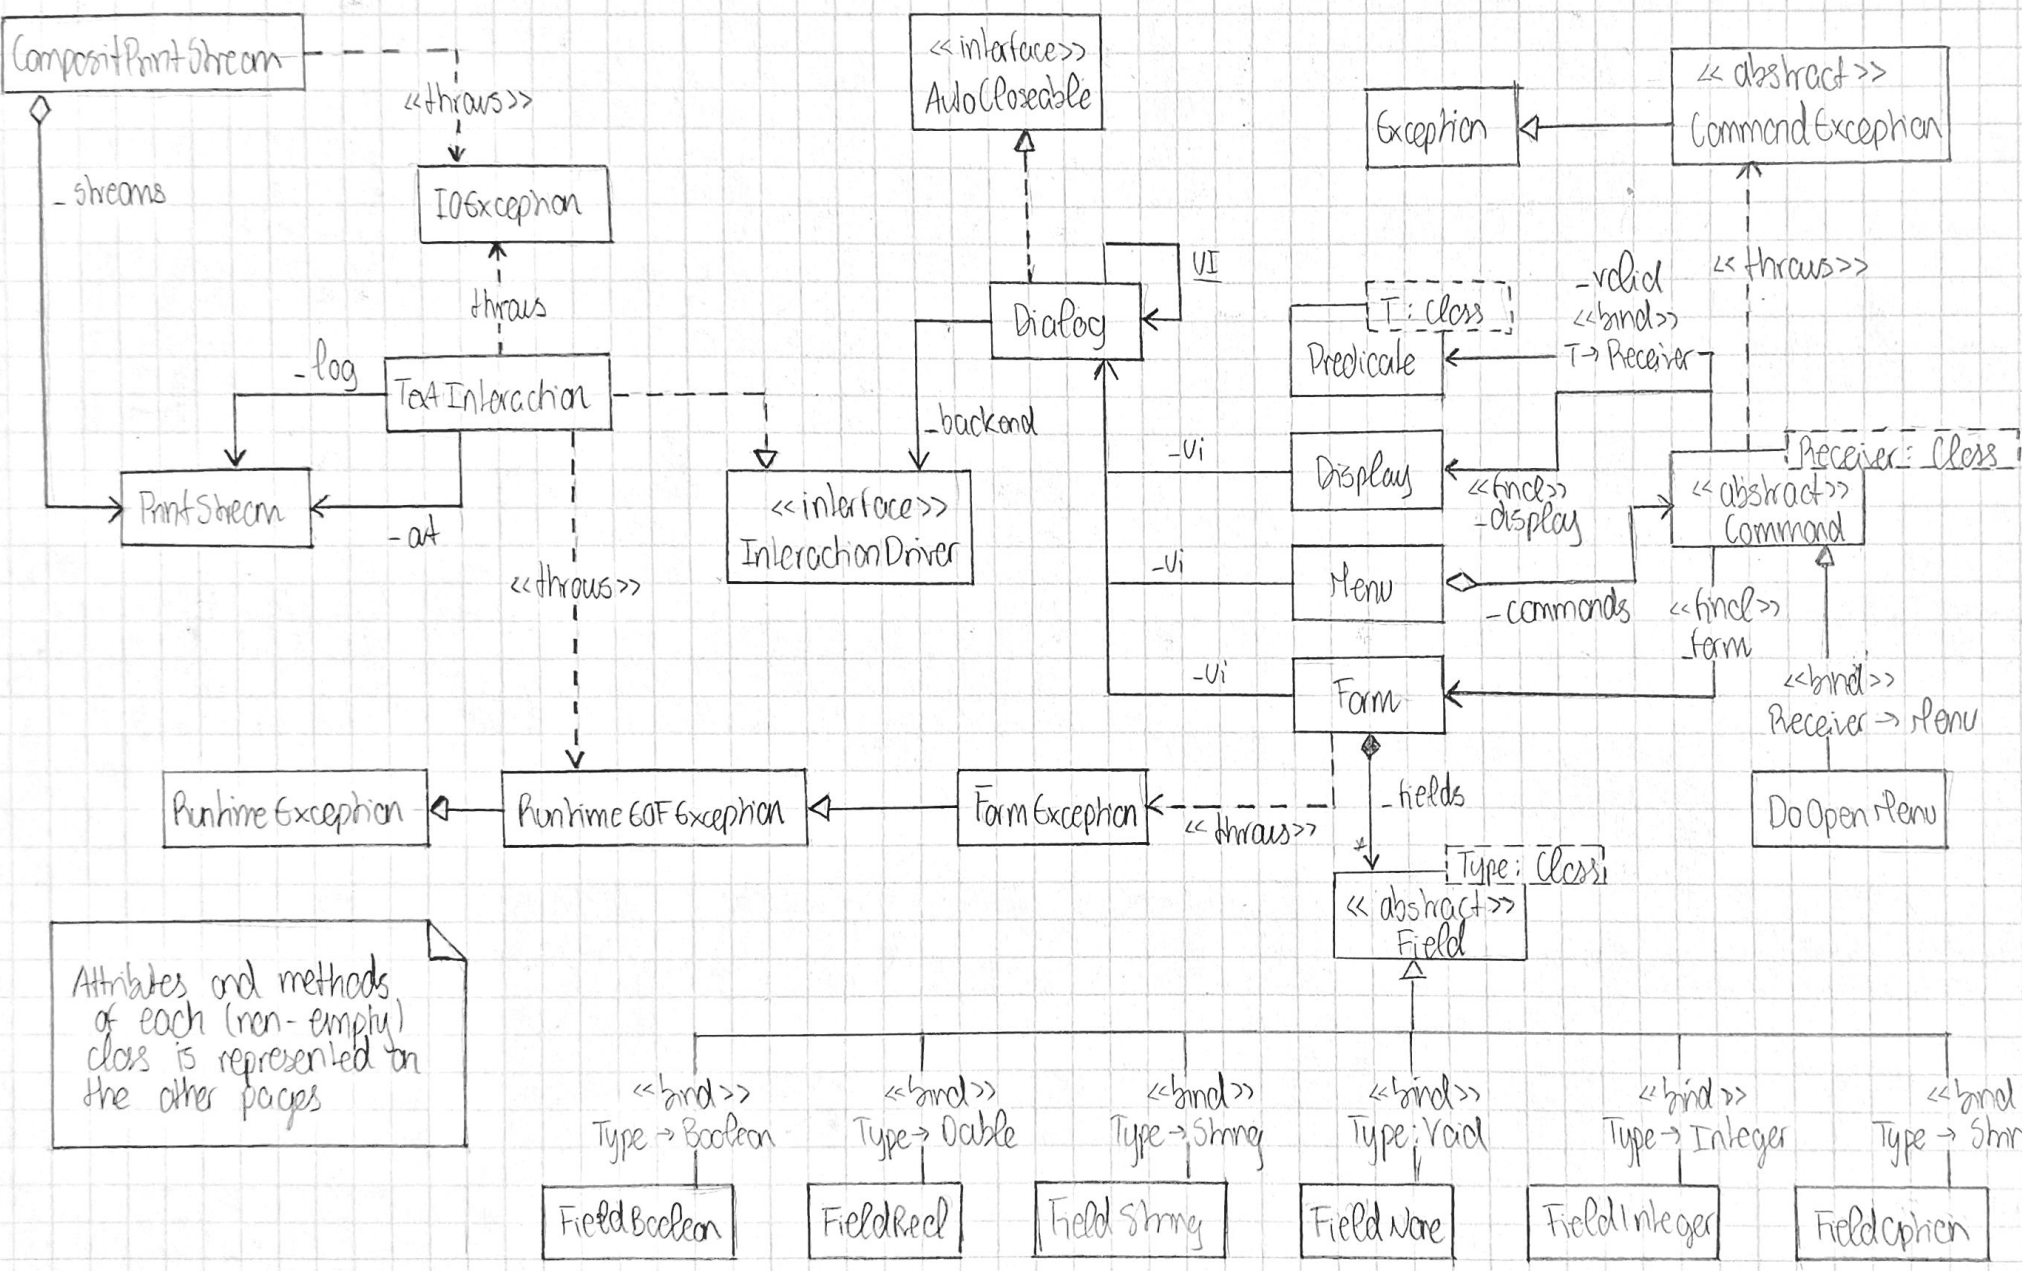 CompositPrintStream
<<throws>>
_streams
IOException
throws
_log
TextInteraction
PrintStream
_out
<<throws>>
<<interface>>
AutoCloseable
UI
Dialog
_backend
<<interface>>
InteractionDriver
Exception
<<abstract>>
CommandException
<<throws>>
_valid
<<bind>>
T→Receiver
T: Class
Predicate
_ui
Display
<<final>>
_display
Receiver: Class
<<abstract>>
Command
_ui
Menu
_commands
<<final>>
_form
_ui
Form
<<bind>>
Receiver → Menu
DoOpenMenu
RuntimeException
RuntimeEOFException
FormException
<<throws>>
_fields
*
Type: Class
<<abstract>>
Field
Attributes and methods
of each (non-empty)
class is represented on
the other pages
<<bind>>
Type → Boolean
FieldBoolean
<<bind>>
Type → Double
FieldReal
<<bind>>
Type → String
FieldString
<<bind>>
Type: Void
FieldNone
<<bind>>
Type → Integer
FieldInteger
<<bind
Type → Strin
FieldOption